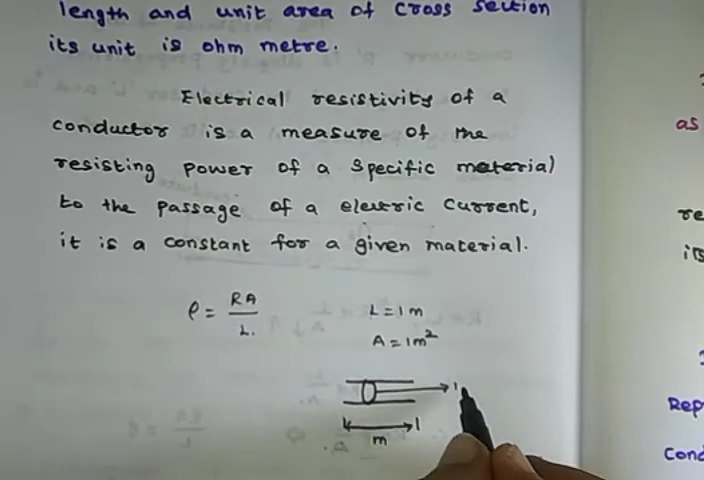 length and unit area of cross section
its unit is ohm metre.
Electrical resistivity of a
conductor is a measure of the
resisting power of a specific material
to the passage of a electric current,
it is a constant for a given material.
ρ = RA / L.
L = 1 m
A = 1m²
1
m
as
re
Rep
Cond